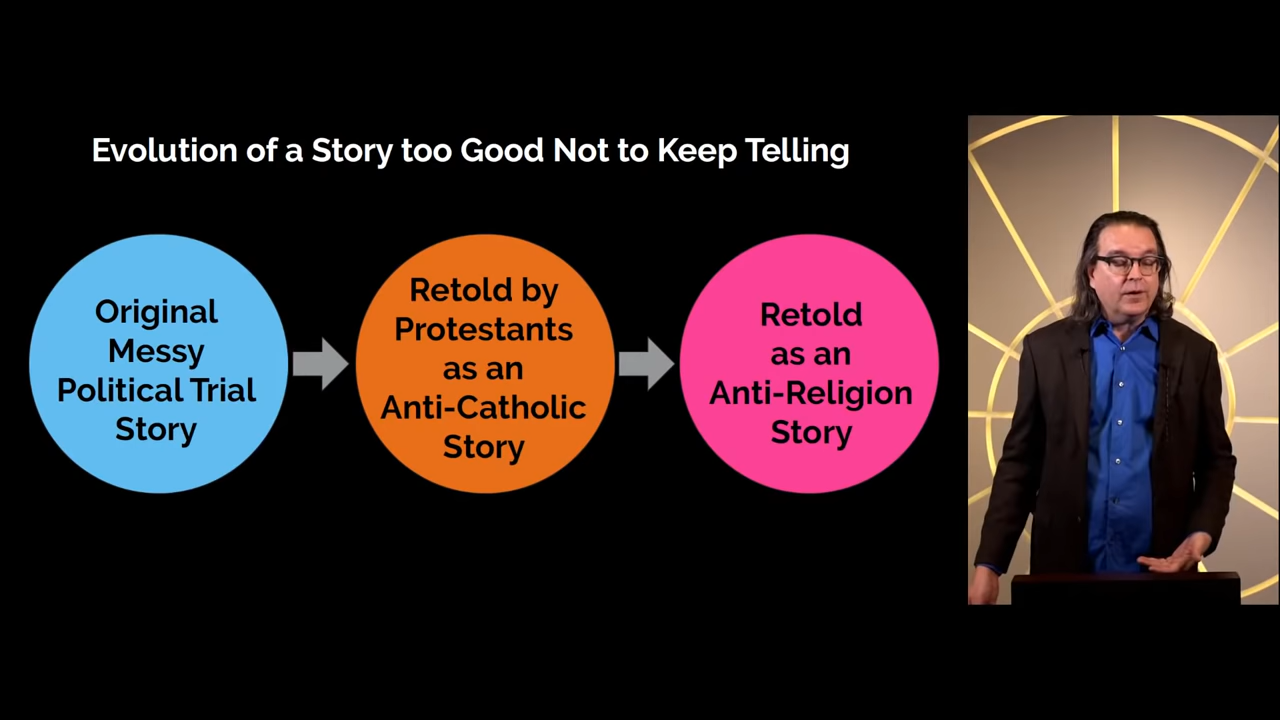 Evolution of a Story too Good Not to Keep Telling
Original
Messy
Political Trial
Story
Retold by
Protestants
as an
Anti-Catholic
Story
Retold
as an
Anti-Religion
Story